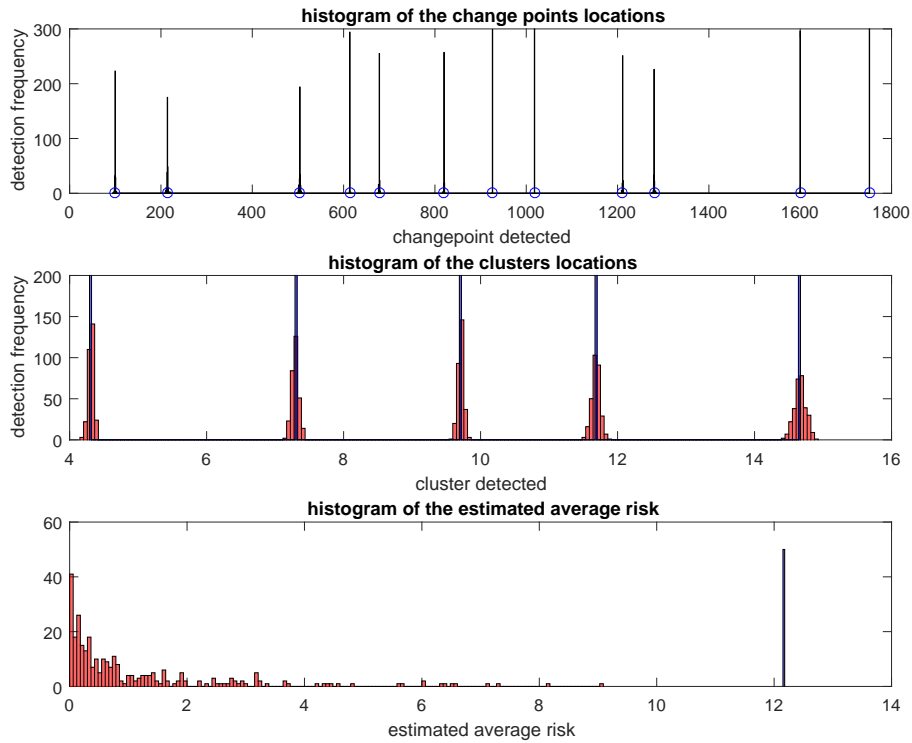 histogram of the change points locations
300
200
100
0
detection frequency
0 200 400 600 800 1000 1200 1400 1600 1800
changepoint detected
histogram of the clusters locations
200
150
100
50
0
detection frequency
4 6 8 10 12 14 16
cluster detected
histogram of the estimated average risk
60
40
20
0
0 2 4 6 8 10 12 14
estimated average risk